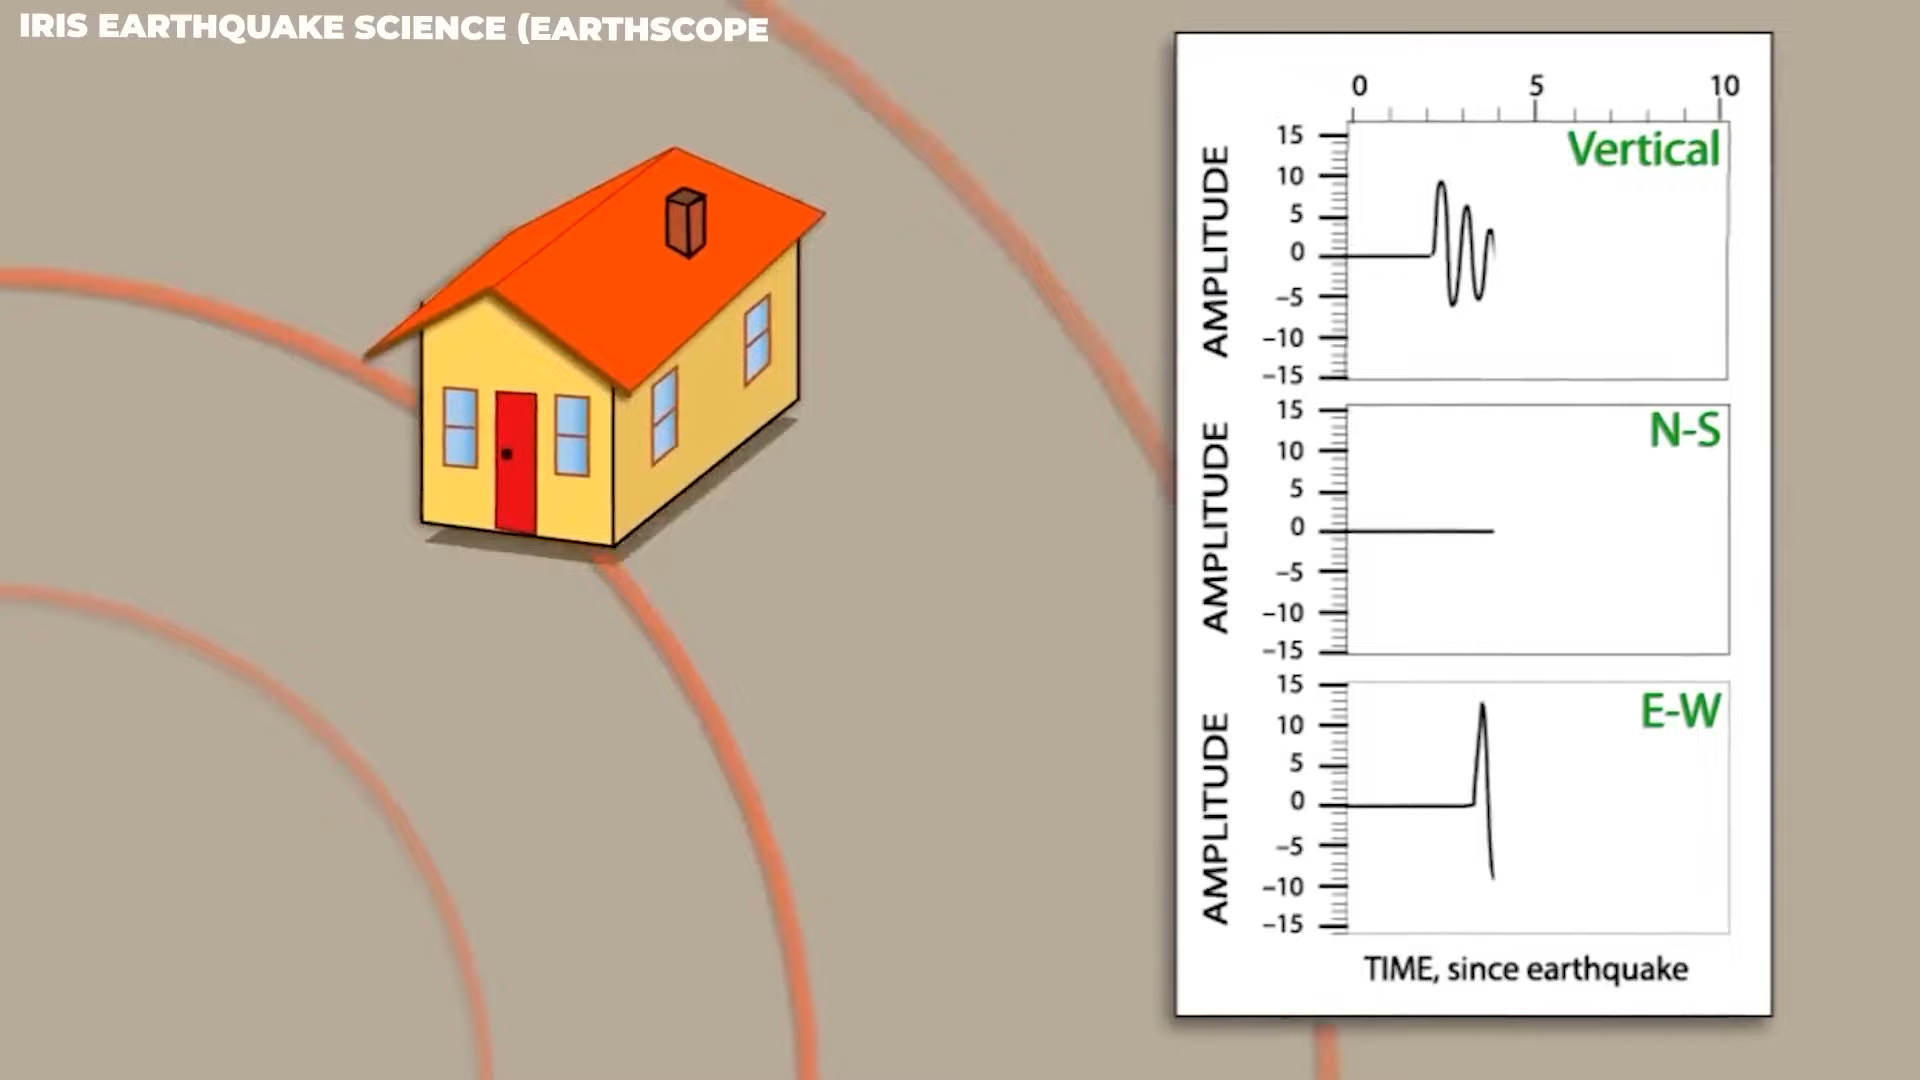 IRIS EARTHQUAKE SCIENCE (EARTHSCOPE
0 5 10
AMPLITUDE
15
10
5
0
–5
–10
–15
Vertical
AMPLITUDE
15
10
5
0
–5
–10
–15
N-S
AMPLITUDE
15
10
5
0
–5
–10
–15
E-W
TIME, since earthquake